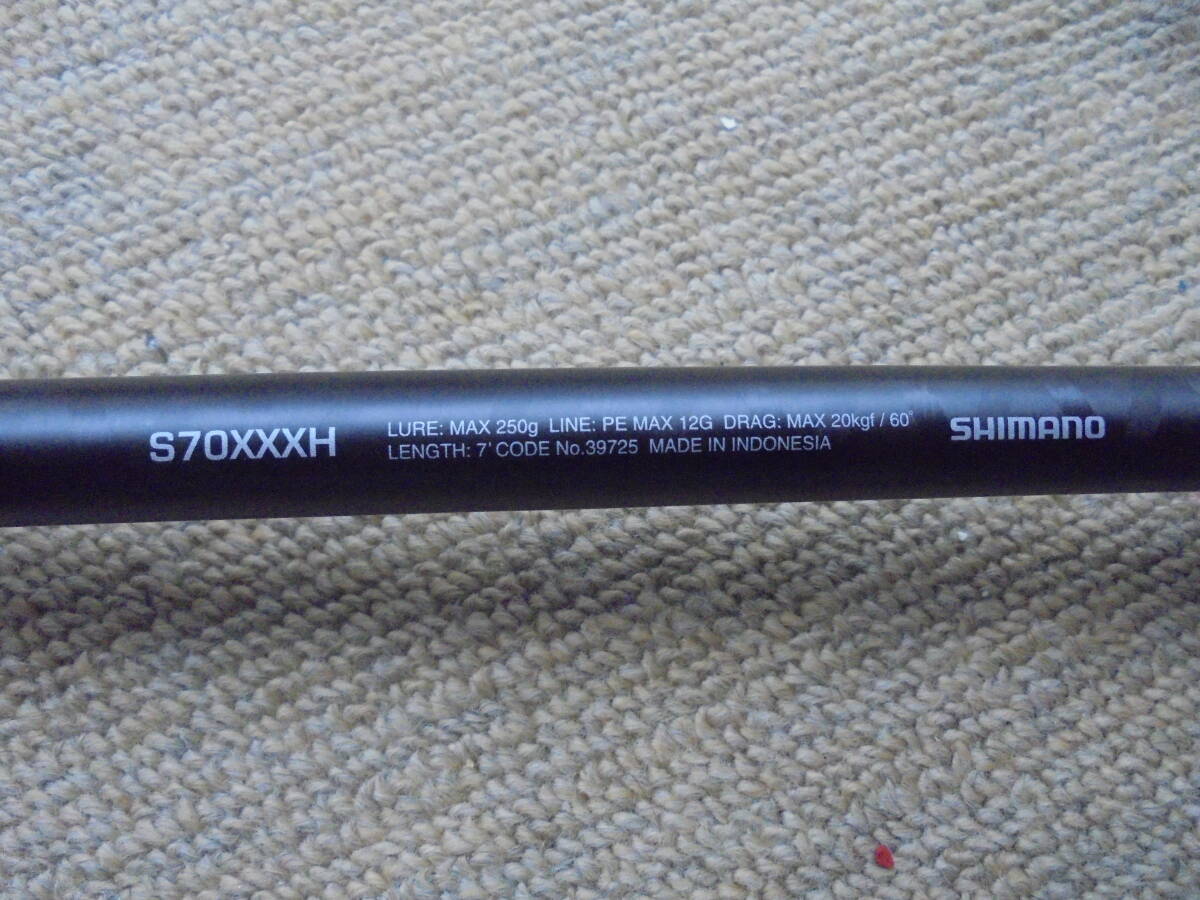 S70XXXH
LURE: MAX 250g LINE: PE MAX 12G DRAG: MAX 20kgf / 60°
LENGTH: 7' CODE No.39725 MADE IN INDONESIA
SHIMANO